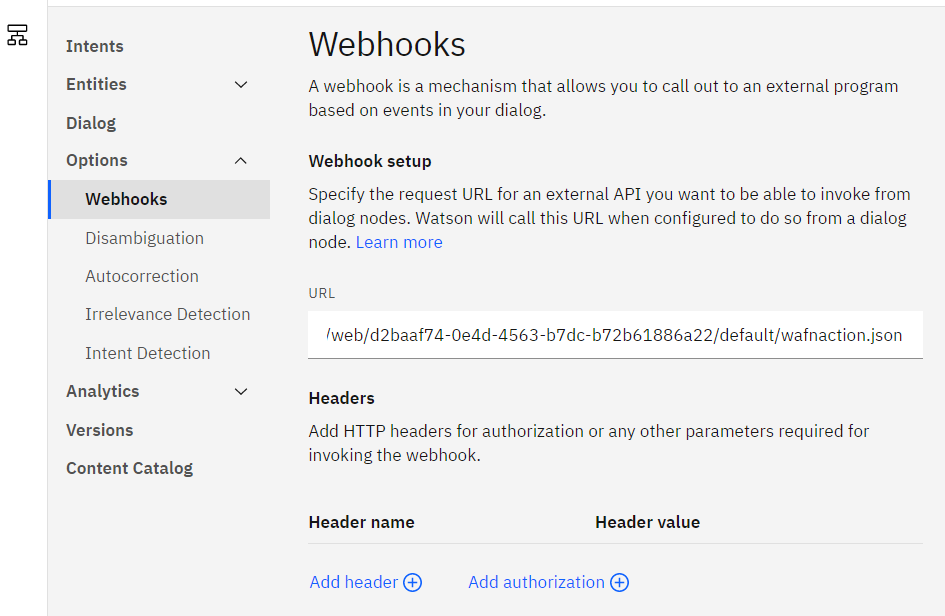 Intents
Entities
Dialog
Options
Webhooks
Disambiguation
Autocorrection
Irrelevance Detection
Intent Detection
Analytics
Versions
Content Catalog
Webhooks
A webhook is a mechanism that allows you to call out to an external program
based on events in your dialog.
Webhook setup
Specify the request URL for an external API you want to be able to invoke from
dialog nodes. Watson will call this URL when configured to do so from a dialog
node. Learn more
URL
/web/d2baaf74-0e4d-4563-b7dc-b72b61886a22/default/wafnaction.json
Headers
Add HTTP headers for authorization or any other parameters required for
invoking the webhook.
Header name Header value
Add header Add authorization